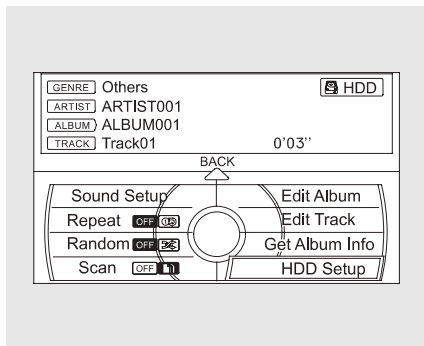 GENRE Others HDD
ARTIST ARTIST001
ALBUM ALBUM001
TRACK Track01 0'03''
BACK
Sound Setup Edit Album
Repeat OFF Edit Track
Random OFF Get Album Info
Scan OFF HDD Setup